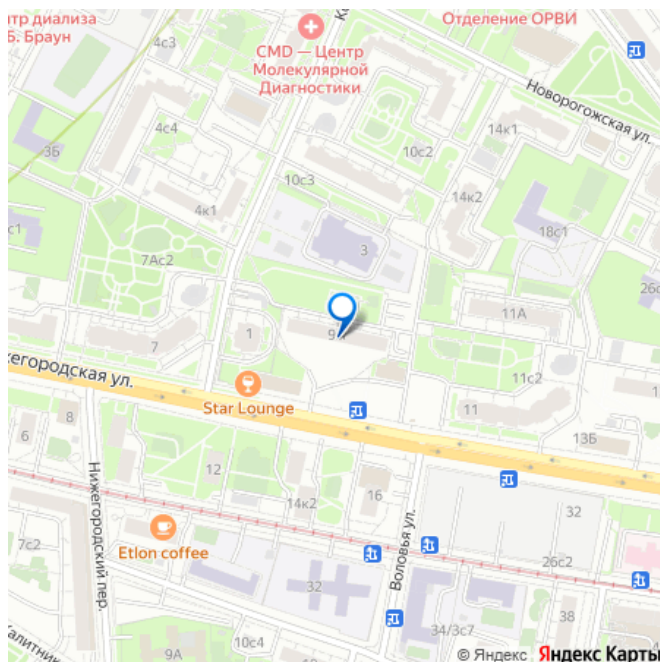 тр диализа
Б. Браун
4с3
CMD — Центр
Молекулярной
Диагностики
Отделение ОРВИ
Новорогожская ул.
3Б
4с4
10с2
14к1
10с3
4к1
14к2
18с1
с1
7Ас2
3
26с
11А
7
1
11с2
жегородская ул.
Star Lounge
11
13Б
6
8
12
14к2
16
32
Нижегородский пер.
Etlon coffee
7с2
32
Воловья ул.
26с2
38
34/3с7
10с4
9А
© Яндекс Яндекс Карты